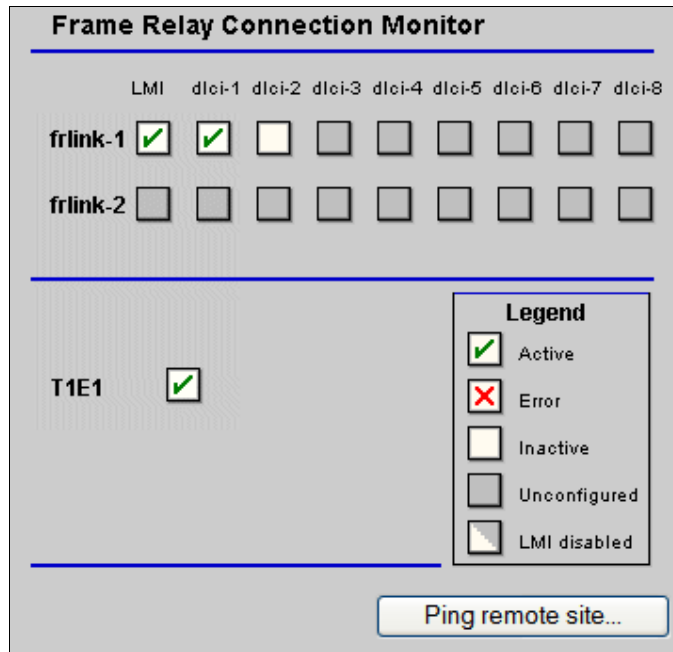 Frame Relay Connection Monitor
LMI dlci-1 dlci-2 dlci-3 dlci-4 dlci-5 dlci-6 dlci-7 dlci-8
frlink-1
frlink-2
T1E1
Legend
Active
Error
Inactive
Unconfigured
LMI disabled
Ping remote site...